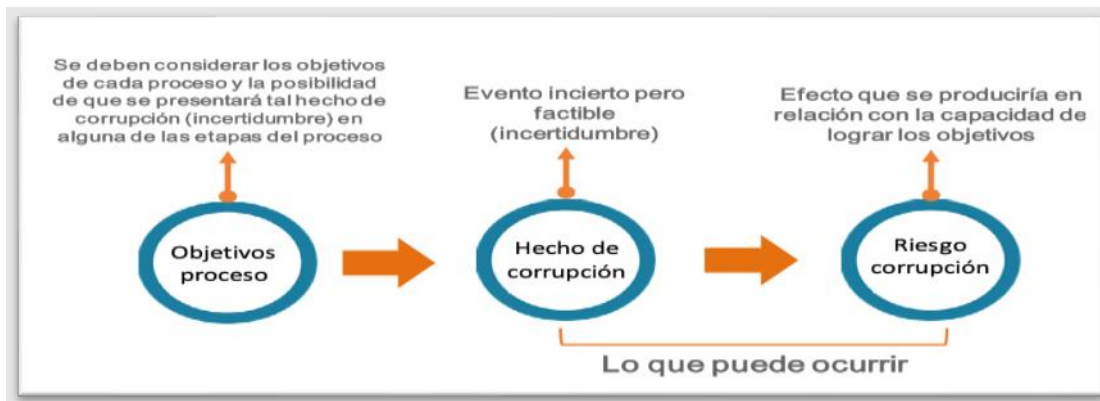 Se deben considerar los objetivos
de cada proceso y la posibilidad
de que se presentará tal hecho de
corrupción (incertidumbre) en
alguna de las etapas del proceso
Evento incierto pero
factible
(incertidumbre)
Efecto que se produciría en
relación con la capacidad de
lograr los objetivos
Objetivos
proceso
Hecho de
corrupción
Riesgo
corrupción
Lo que puede ocurrir